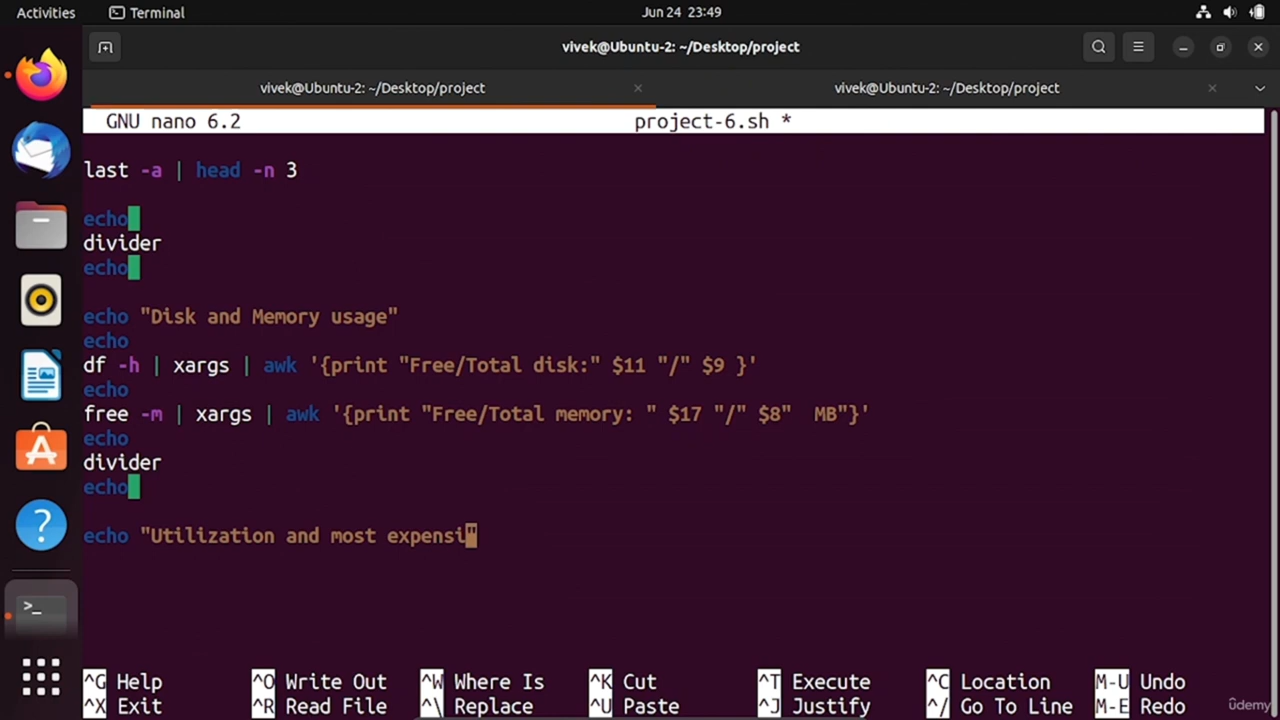 Activities Terminal Jun 24 23:49
vivek@Ubuntu-2: ~/Desktop/project
vivek@Ubuntu-2: ~/Desktop/project vivek@Ubuntu-2: ~/Desktop/project
GNU nano 6.2 project-6.sh *
last -a | head -n 3
echo
divider
echo
echo "Disk and Memory usage"
echo
df -h | xargs | awk '{print "Free/Total disk:" $11 "/" $9 }'
echo
free -m | xargs | awk '{print "Free/Total memory: " $17 "/" $8"  MB"}'
echo
divider
echo
echo "Utilization and most expensi"
^G Help ^O Write Out ^W Where Is ^K Cut ^T Execute ^C Location M-U Undo
^X Exit ^R Read File ^\ Replace ^U Paste ^J Justify ^/ Go To Line M-E Redo
udemy